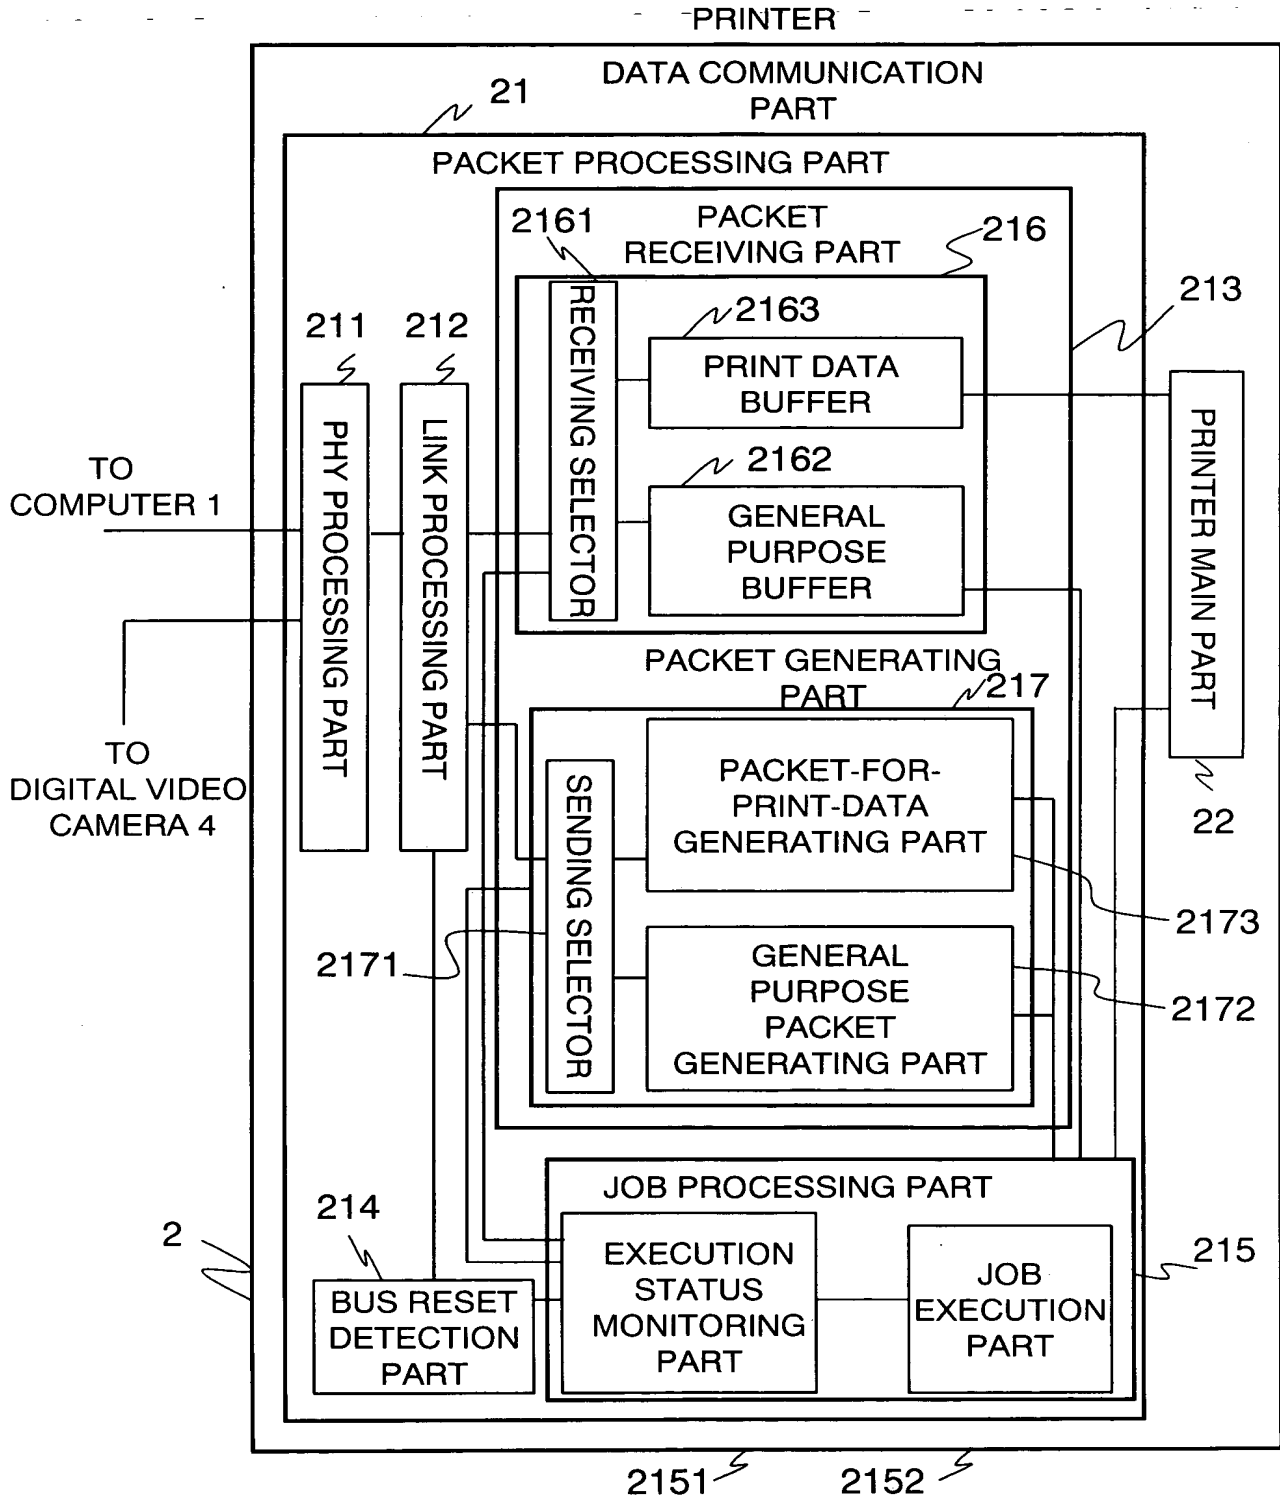 PRINTER
DATA COMMUNICATION
PART
21
PACKET PROCESSING PART
PACKET
RECEIVING PART
2161
216
213
211
212
RECEIVING SELECTOR
2163
PRINT DATA
BUFFER
2162
GENERAL
PURPOSE
BUFFER
PHY PROCESSING PART
LINK PROCESSING PART
PRINTER MAIN PART
TO
COMPUTER 1
TO
DIGITAL VIDEO
CAMERA 4
PACKET GENERATING
PART
217
22
SENDING SELECTOR
PACKET-FOR-
PRINT-DATA
GENERATING PART
2173
2171
GENERAL
PURPOSE
PACKET
GENERATING PART
2172
JOB PROCESSING PART
214
2
215
BUS RESET
DETECTION
PART
EXECUTION
STATUS
MONITORING
PART
JOB
EXECUTION
PART
2151
2152